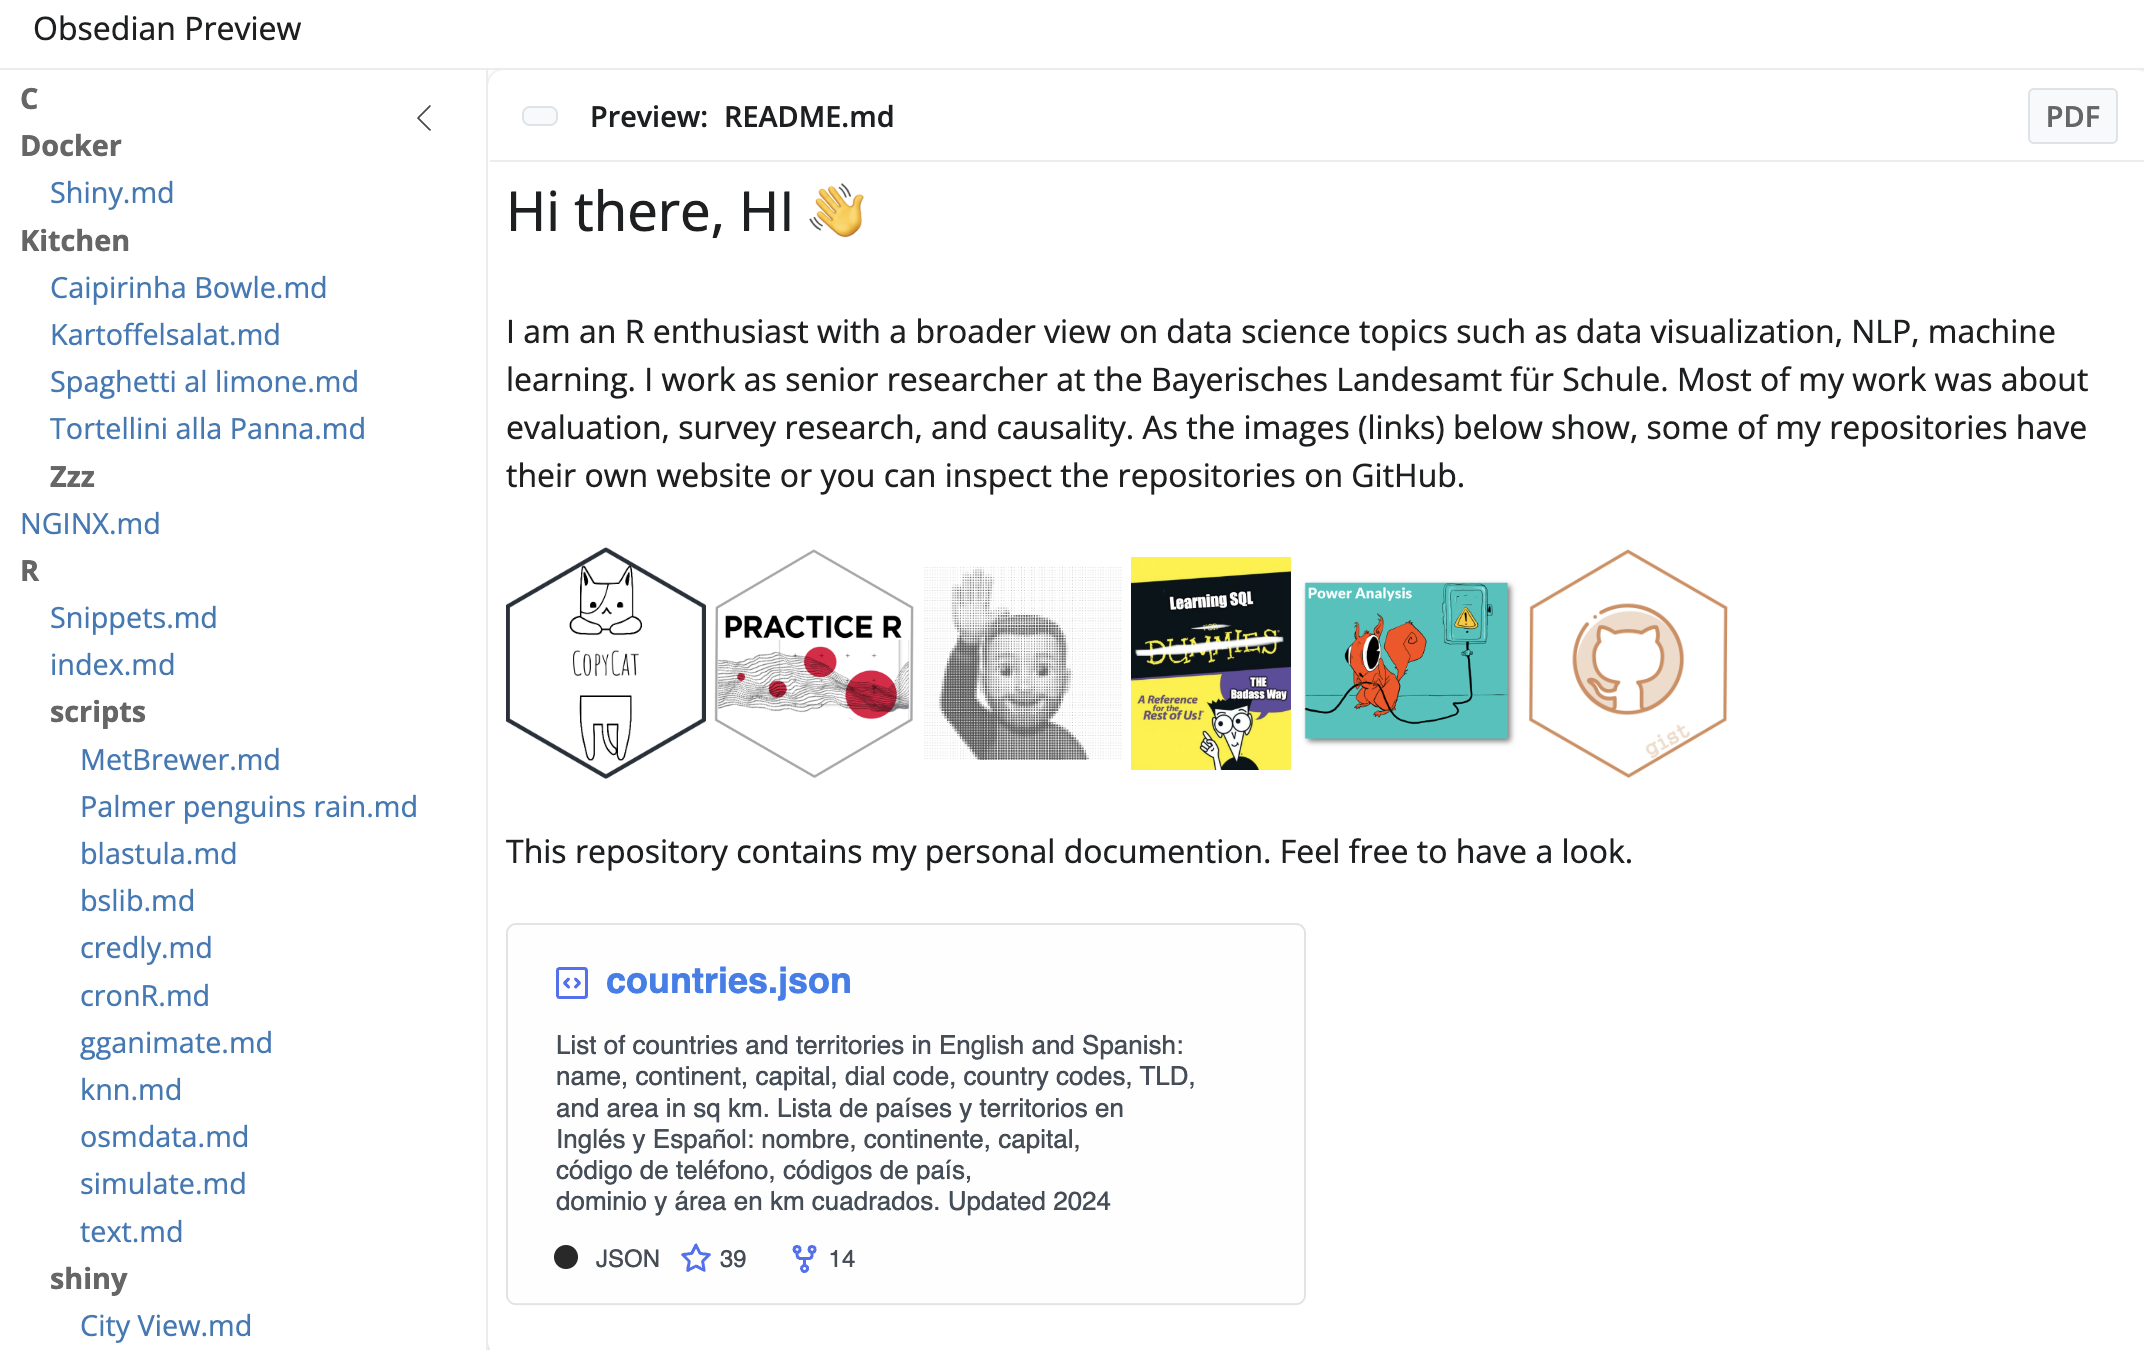 Obsedian Preview
C
Docker
Shiny.md
Kitchen
Caipirinha Bowle.md
Kartoffelsalat.md
Spaghetti al limone.md
Tortellini alla Panna.md
Zzz
NGINX.md
R
Snippets.md
index.md
scripts
MetBrewer.md
Palmer penguins rain.md
blastula.md
bslib.md
credly.md
cronR.md
gganimate.md
knn.md
osmdata.md
simulate.md
text.md
shiny
City View.md
Preview: README.md
PDF
Hi there, HI 👋
I am an R enthusiast with a broader view on data science topics such as data visualization, NLP, machine
learning. I work as senior researcher at the Bayerisches Landesamt für Schule. Most of my work was about
evaluation, survey research, and causality. As the images (links) below show, some of my repositories have
their own website or you can inspect the repositories on GitHub.
COPYCAT
PRACTICE R
Learning SQL
FOR
DUMMIES
THE
Badass Way
A Reference
for the
Rest of Us!
Power Analysis
gist
This repository contains my personal documention. Feel free to have a look.
countries.json
List of countries and territories in English and Spanish:
name, continent, capital, dial code, country codes, TLD,
and area in sq km. Lista de países y territorios en
Inglés y Español: nombre, continente, capital,
código de teléfono, códigos de país,
dominio y área en km cuadrados. Updated 2024
JSON 39 14